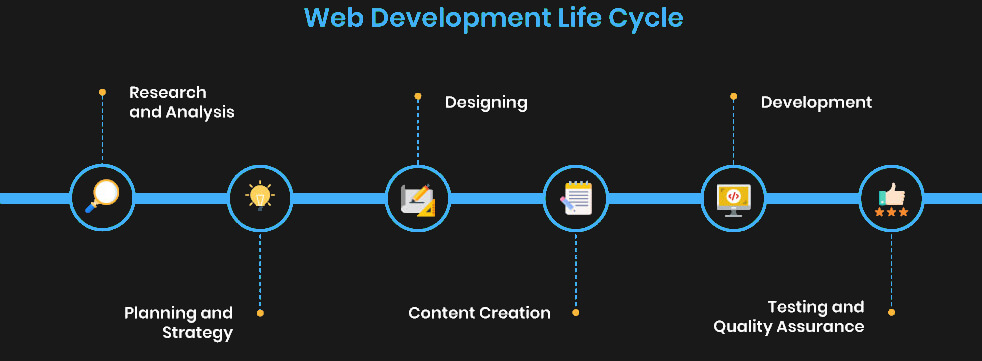 Web Development Life Cycle
Research
and Analysis
Planning and
Strategy
Designing
Content Creation
Development
Testing and
Quality Assurance